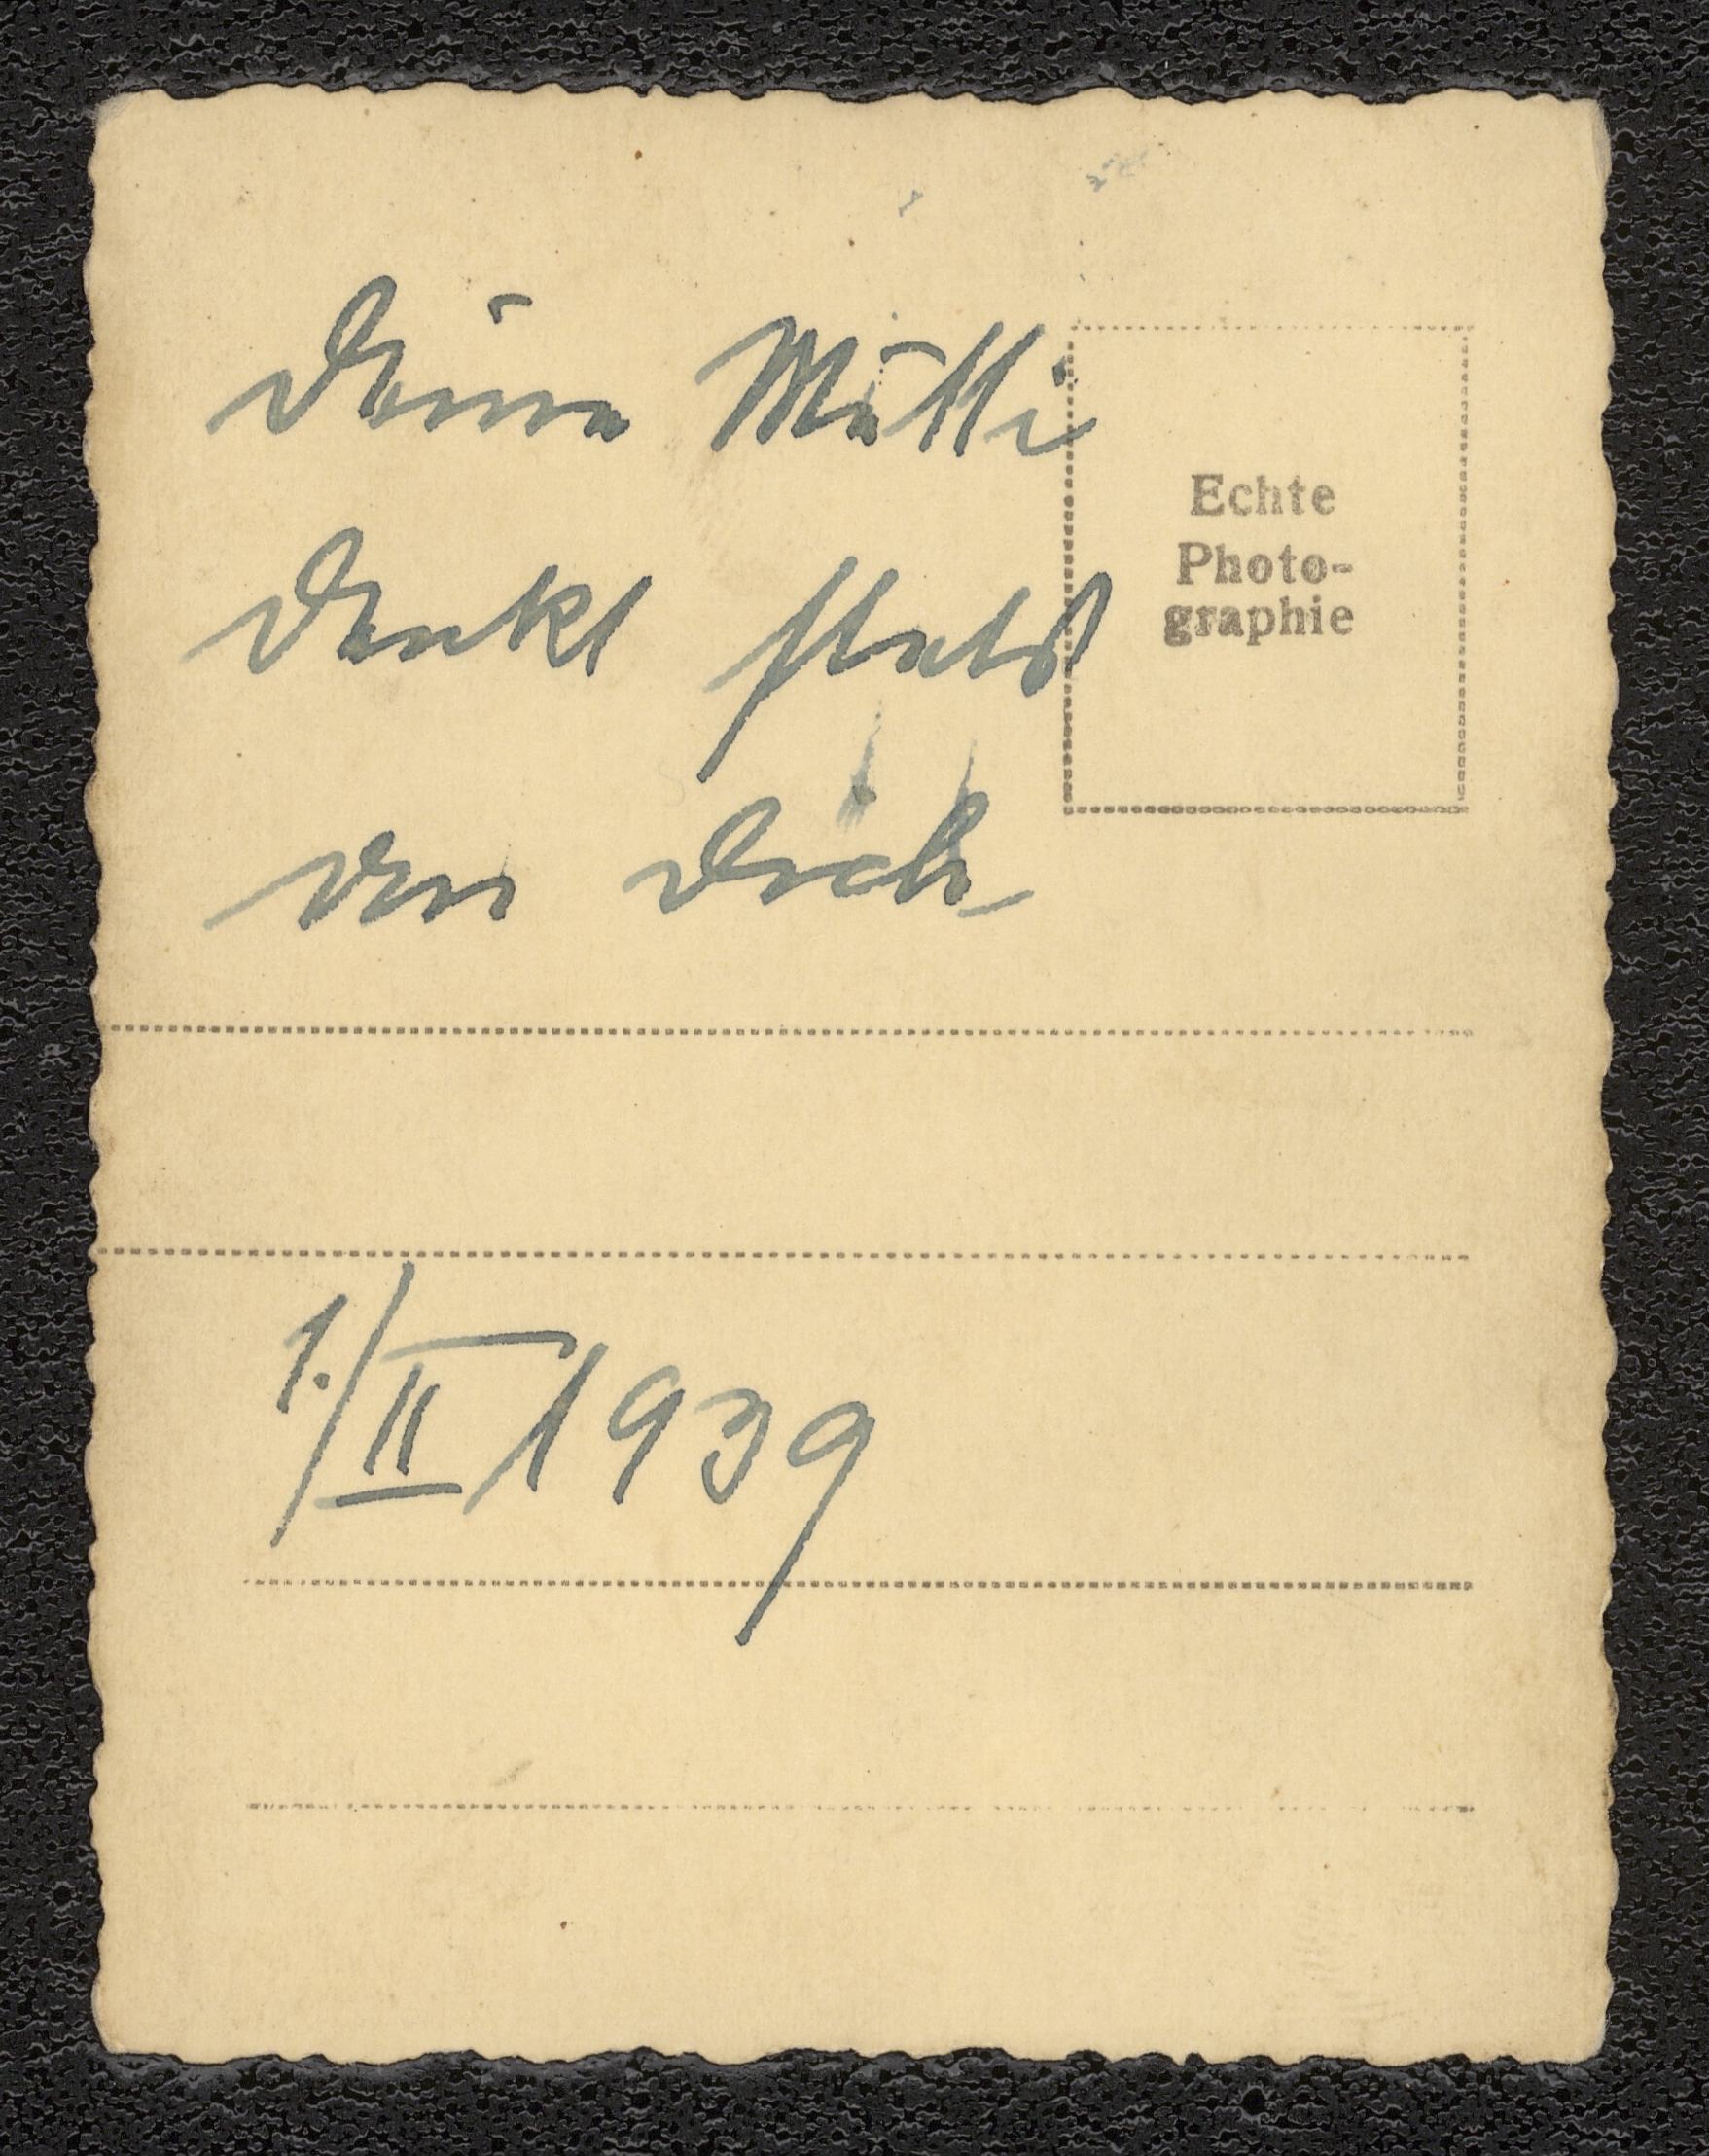 Deine Mutti
denkt stets
an Dich
Echte
Photo-
graphie
1./II 1939